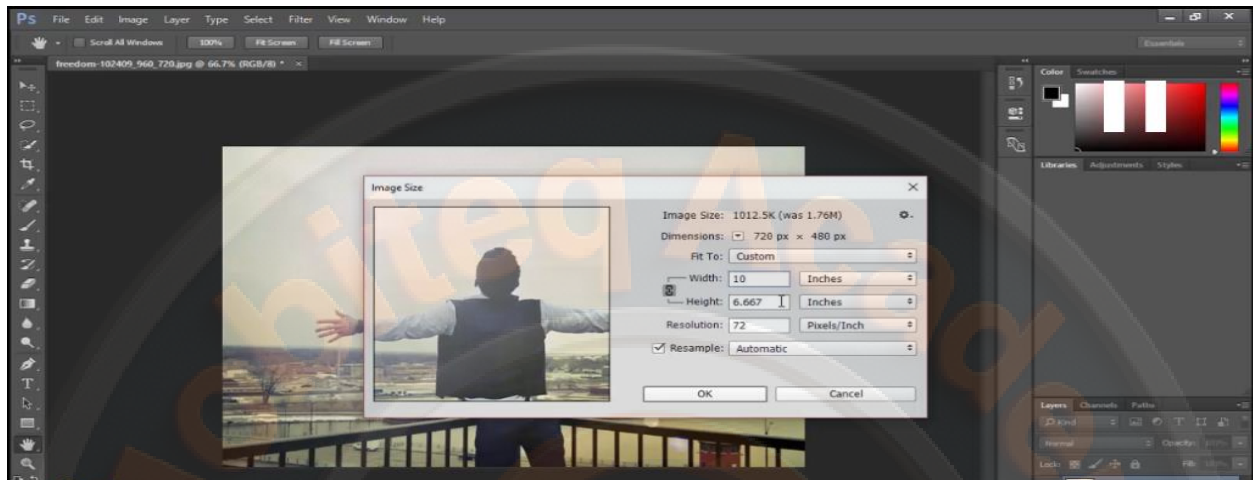 Ps File Edit Image Layer Type Select Filter View Window Help
Scroll All Windows 100% Fit Screen Fill Screen Essentials
freedom-102409_960_720.jpg @ 66.7% (RGB/8) * ×
Color Swatches
Libraries Adjustments Styles
Image Size
Image Size: 1012.5K (was 1.76M)
Dimensions: 720 px × 480 px
Fit To: Custom
Width: 10 Inches
Height: 6.667 Inches
Resolution: 72 Pixels/Inch
Resample: Automatic
OK Cancel
Layers Channels Paths
Kind
Normal Opacity: 100%
Lock: Fill: 100%